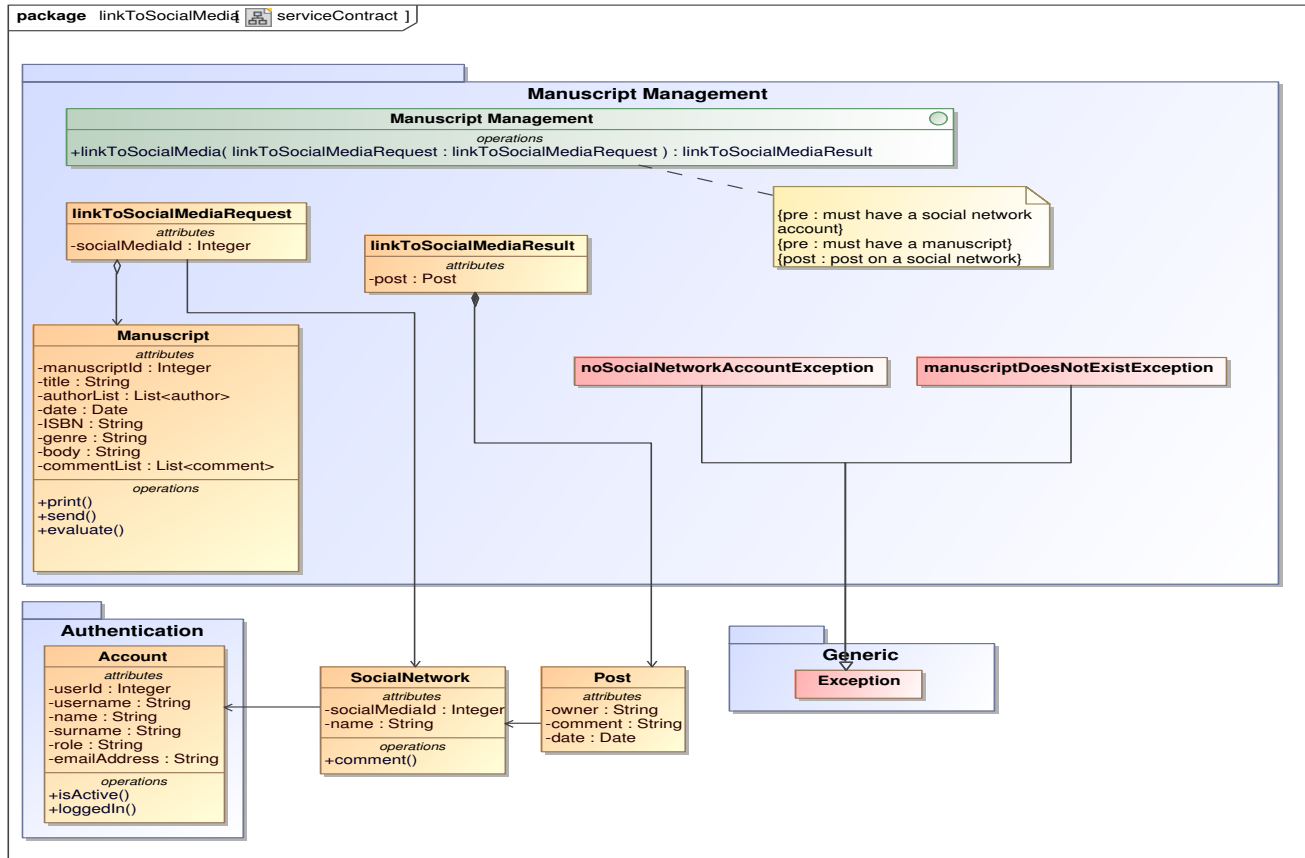 package linkToSocialMedia[ serviceContract ]
Manuscript Management
Manuscript Management
operations
+linkToSocialMedia( linkToSocialMediaRequest : linkToSocialMediaRequest ) : linkToSocialMediaResult
{pre : must have a social network
account}
{pre : must have a manuscript}
{post : post on a social network}
linkToSocialMediaRequest
attributes
-socialMediaId : Integer
linkToSocialMediaResult
attributes
-post : Post
Manuscript
attributes
-manuscriptId : Integer
-title : String
-authorList : List<author>
-date : Date
-ISBN : String
-genre : String
-body : String
-commentList : List<comment>
operations
+print()
+send()
+evaluate()
noSocialNetworkAccountException
manuscriptDoesNotExistException
Authentication
Account
attributes
-userId : Integer
-username : String
-name : String
-surname : String
-role : String
-emailAddress : String
operations
+isActive()
+loggedIn()
SocialNetwork
attributes
-socialMediaId : Integer
-name : String
operations
+comment()
Post
attributes
-owner : String
-comment : String
-date : Date
Generic
Exception